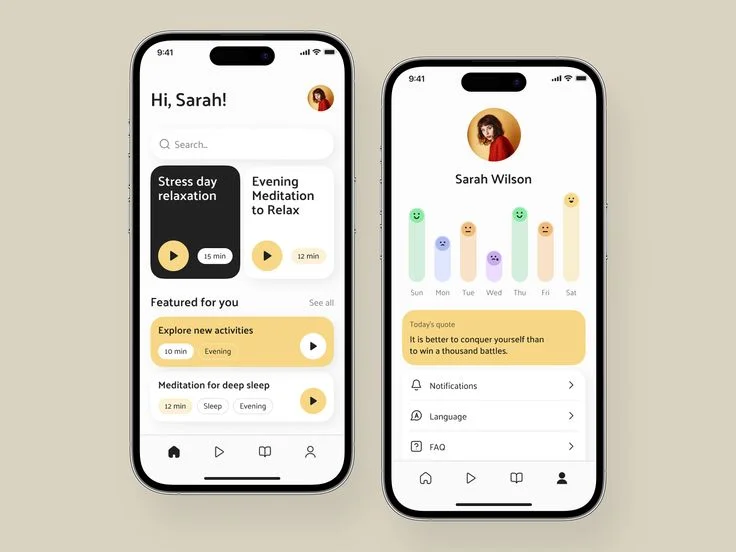 9:41
Hi, Sarah!
Search...
Stress day
relaxation
15 min
Evening
Meditation
to Relax
12 min
Featured for you
See all
Explore new activities
10 min
Evening
Meditation for deep sleep
12 min
Sleep
Evening
9:41
Sarah Wilson
Sun
Mon
Tue
Wed
Thu
Fri
Sat
Today's quote
It is better to conquer yourself than
to win a thousand battles.
Notifications
A
Language
?
FAQ